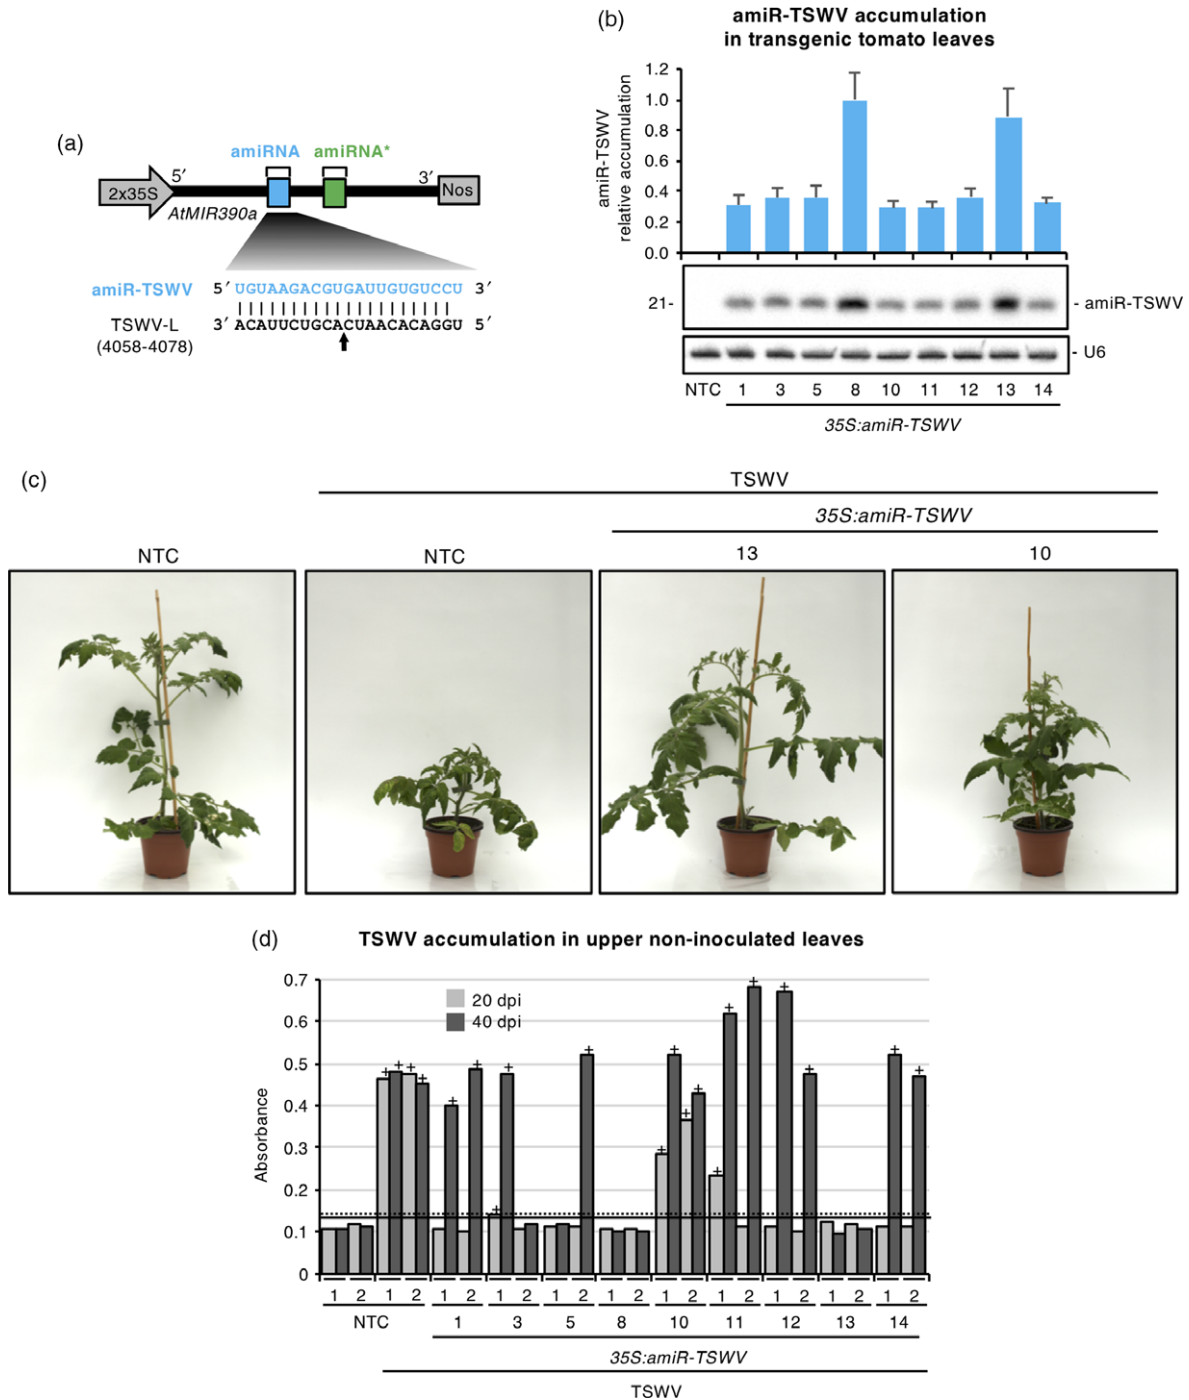 (a)
amiRNA amiRNA*
5′ 3′
2x35S Nos
AtMIR390a
amiR-TSWV 5′ UGUAAGACGUGAUUGUGUCCU 3′
TSWV-L 3′ ACAUUCUGCACUAACACAGGU 5′
(4058-4078)
(b)
amiR-TSWV accumulation
in transgenic tomato leaves
amiR-TSWV
relative accumulation
1.2
1.0
0.8
0.6
0.4
0.2
0.0
21-
- amiR-TSWV
- U6
NTC 1 3 5 8 10 11 12 13 14
35S:amiR-TSWV
(c)
TSWV
35S:amiR-TSWV
NTC NTC 13 10
(d)
TSWV accumulation in upper non-inoculated leaves
Absorbance
0.7
0.6
0.5
0.4
0.3
0.2
0.1
0
20 dpi
40 dpi
+ + + + + + + + + + + + + + + + + + + +
1 2 1 2 1 2 1 2 1 2 1 2 1 2 1 2 1 2 1 2 1 2
NTC 1 3 5 8 10 11 12 13 14
35S:amiR-TSWV
TSWV